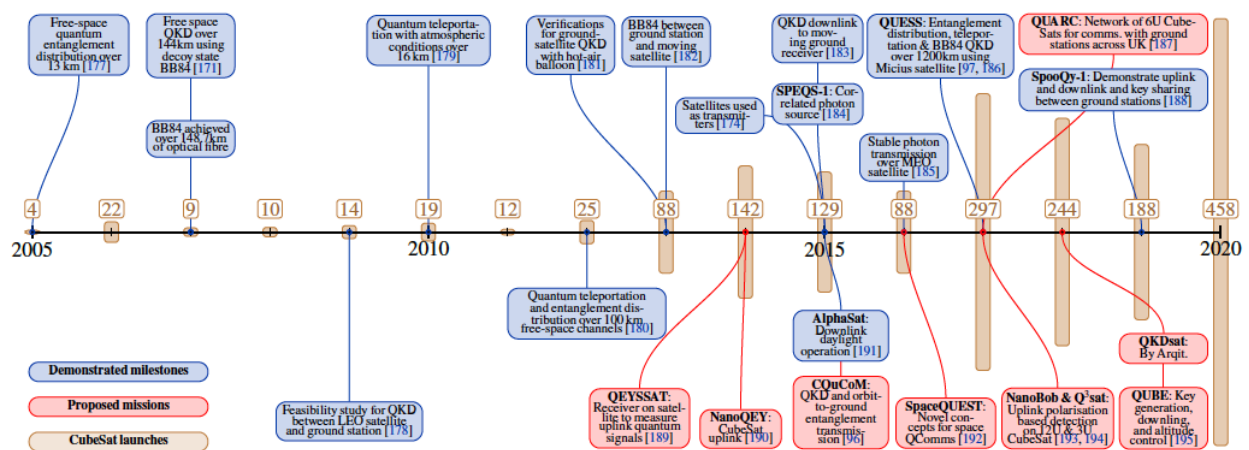 Free-space
quantum
entanglement
distribution over
13 km [177]
Free space
QKD over
144km using
decoy state
BB84 [171]
BB84 achieved
over 148.7km
of optical fibre
Quantum teleporta-
tion with atmospheric
conditions over
16 km [179]
Verifications
for ground-
satellite QKD
with hot-air
balloon [181]
BB84 between
ground station
and moving
satellite [182]
QKD downlink
to mov-
ing ground
receiver [183]
SPEQS-1: Cor-
related photon
source [184]
Satellites used
as transmit-
ters [174]
QUESS: Entanglement
distribution, telepor-
tation & BB84 QKD
over 1200km using
Micius satellite [97, 186]
Stable photon
transmission
over MEO
satellite [185]
QUARC: Network of 6U Cube-
Sats for comms. with ground
stations across UK [187]
SpooQy-1: Demonstrate uplink
and downlink and key sharing
between ground stations [188]
4 22 9 10 14 19 12 25 88 142 129 88 297 244 188 458
2005 2010 2015 2020
Quantum teleportation
and entanglement dis-
tribution over 100 km
free-space channels [180]
Feasibility study for QKD
between LEO satellite
and ground station [178]
AlphaSat:
Downlink
daylight
operation [191]
QEYSSAT:
Receiver on satel-
lite to measure
uplink quantum
signals [189]
NanoQEY:
CubeSat
uplink [190]
CQuCoM:
QKD and orbit-
to-ground
entanglement
transmis-
sion [96]
SpaceQUEST:
Novel con-
cepts for space
QComms [192]
NanoBob & Q³sat:
Uplink polarisation
based detection
on 12U & 3U
CubeSat [193, 194]
QKDsat:
By Arqit.
QUBE: Key
generation,
downling, and
altitude
control [195]
Demonstrated milestones
Proposed missions
CubeSat launches